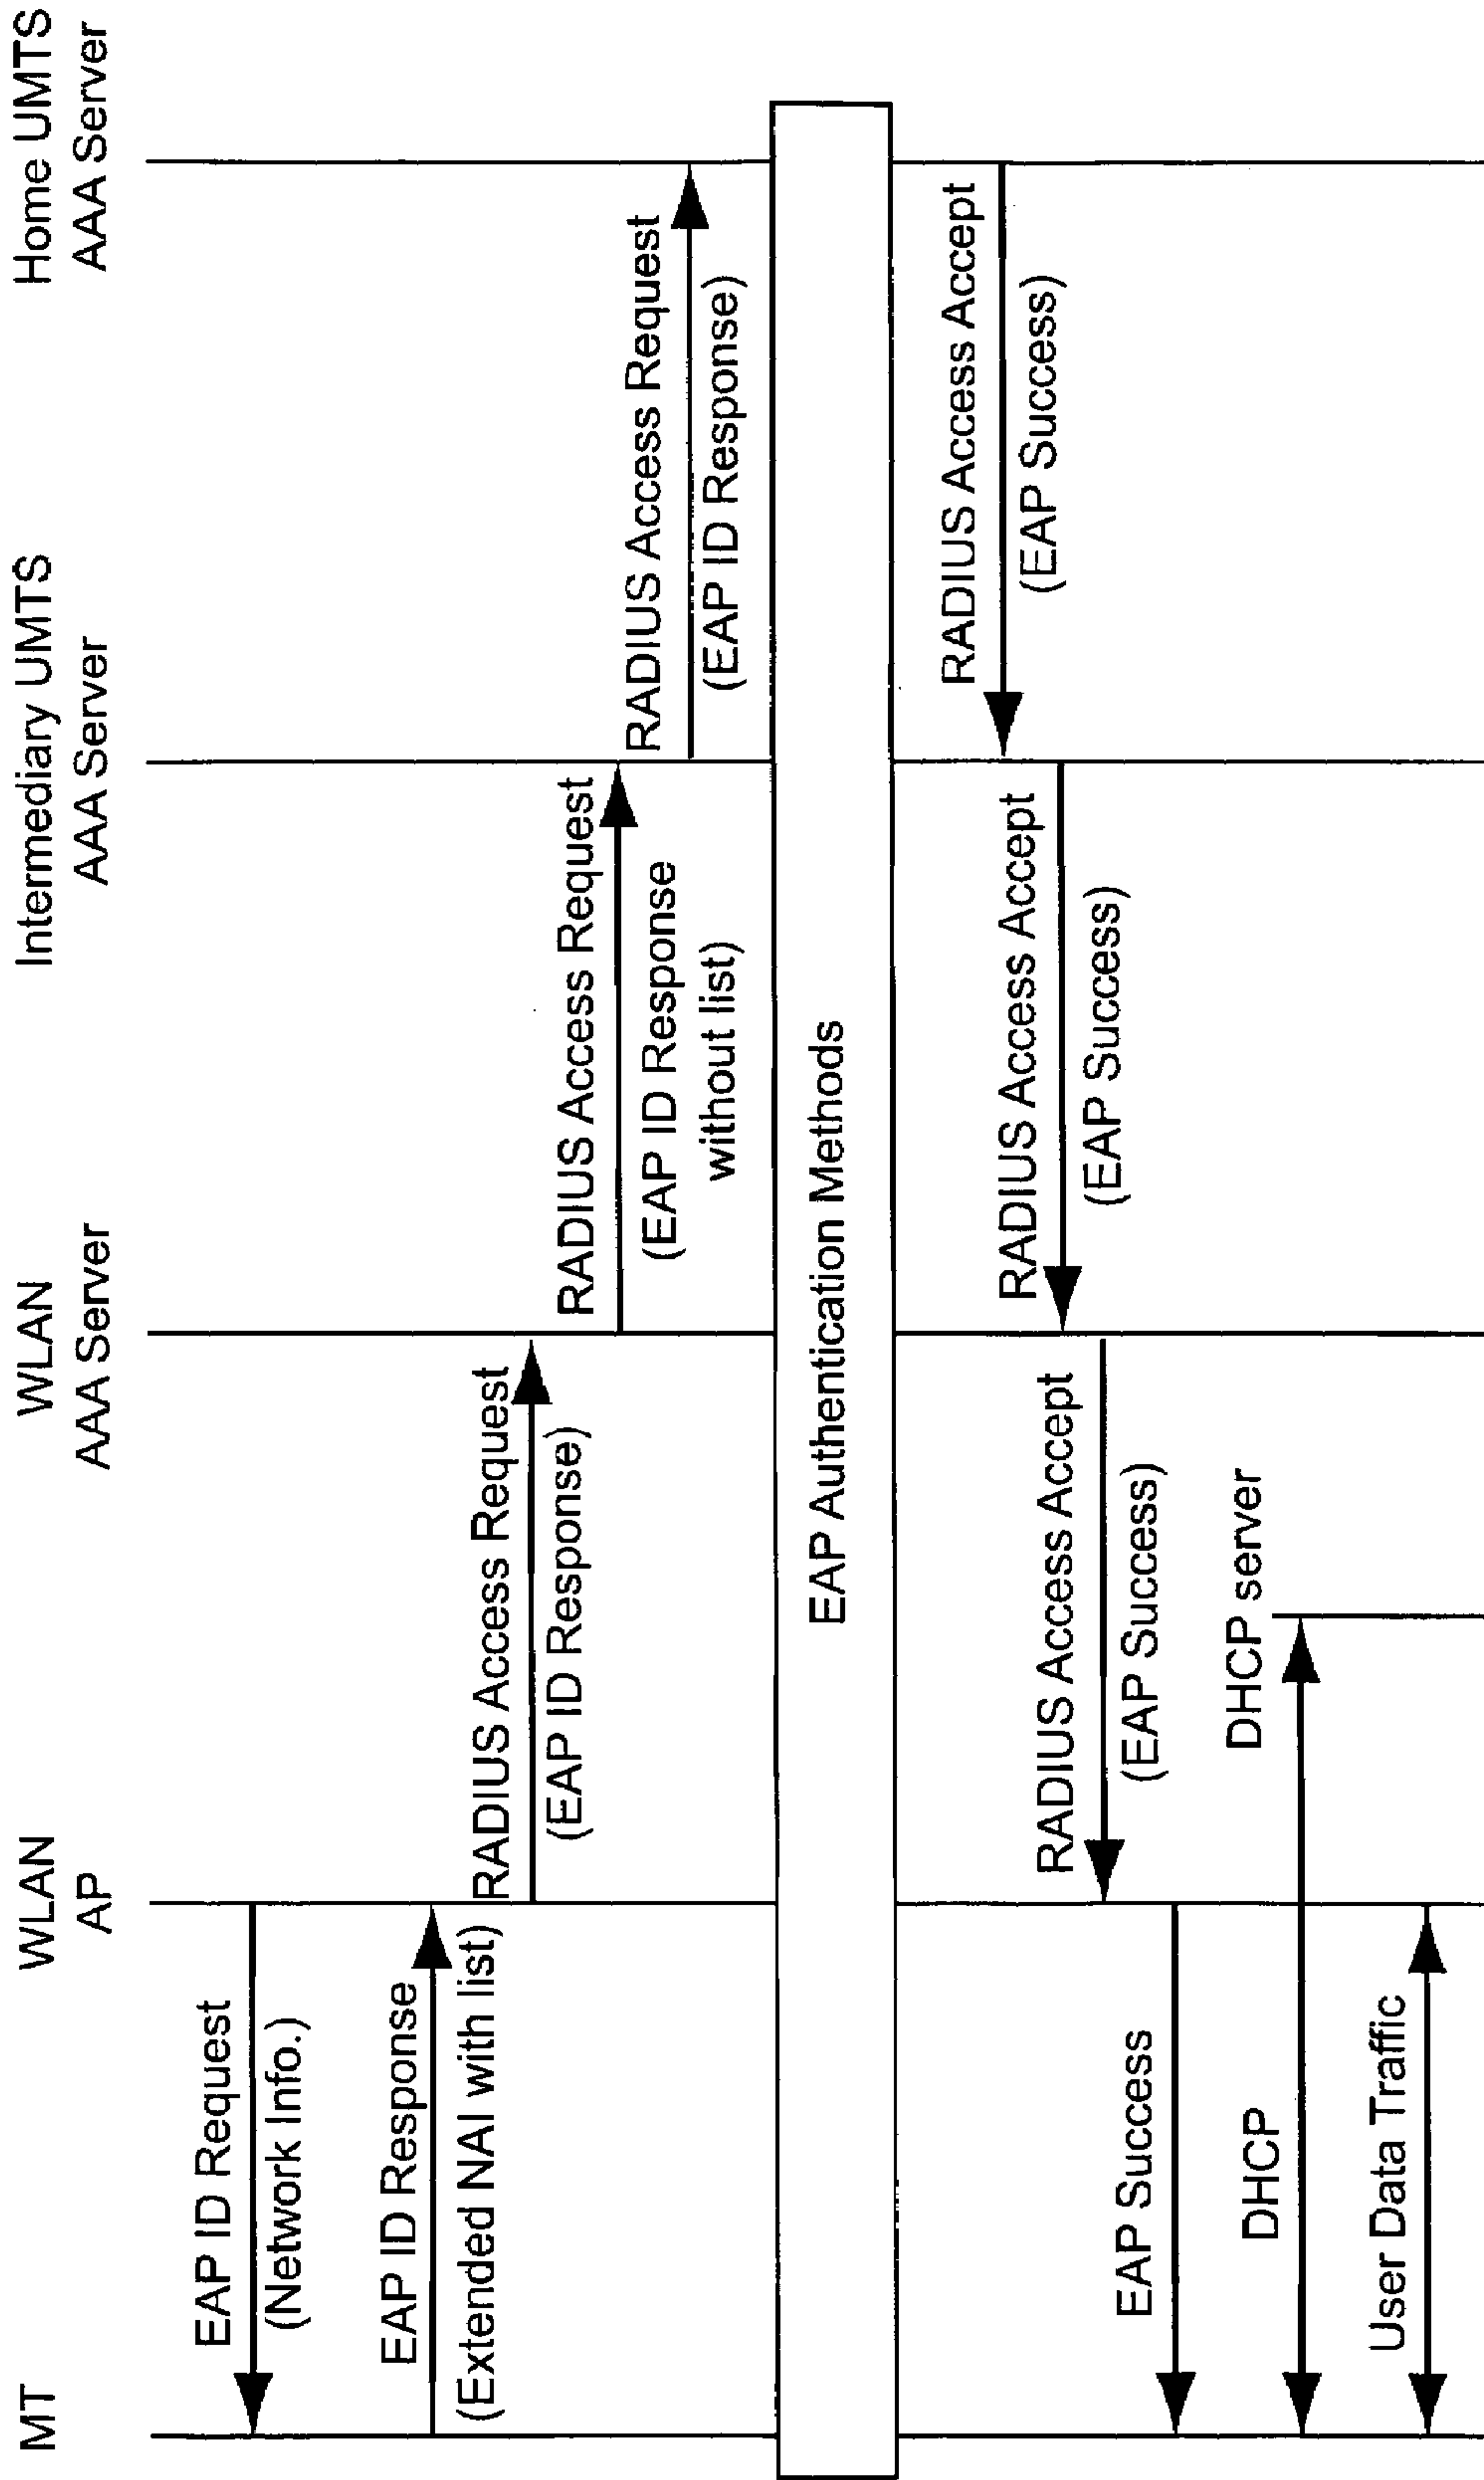 MT
WLAN
AP
WLAN
AAA Server
Intermediary UMTS
AAA Server
Home UMTS
AAA Server
EAP ID Request
(Network Info.)
EAP ID Response
(Extended NAI with list)
RADIUS Access Request
(EAP ID Response)
RADIUS Access Request
(EAP ID Response
without list)
RADIUS Access Request
(EAP ID Response)
EAP Authentication Methods
RADIUS Access Accept
(EAP Success)
RADIUS Access Accept
(EAP Success)
RADIUS Access Accept
(EAP Success)
EAP Success
DHCP server
DHCP
User Data Traffic